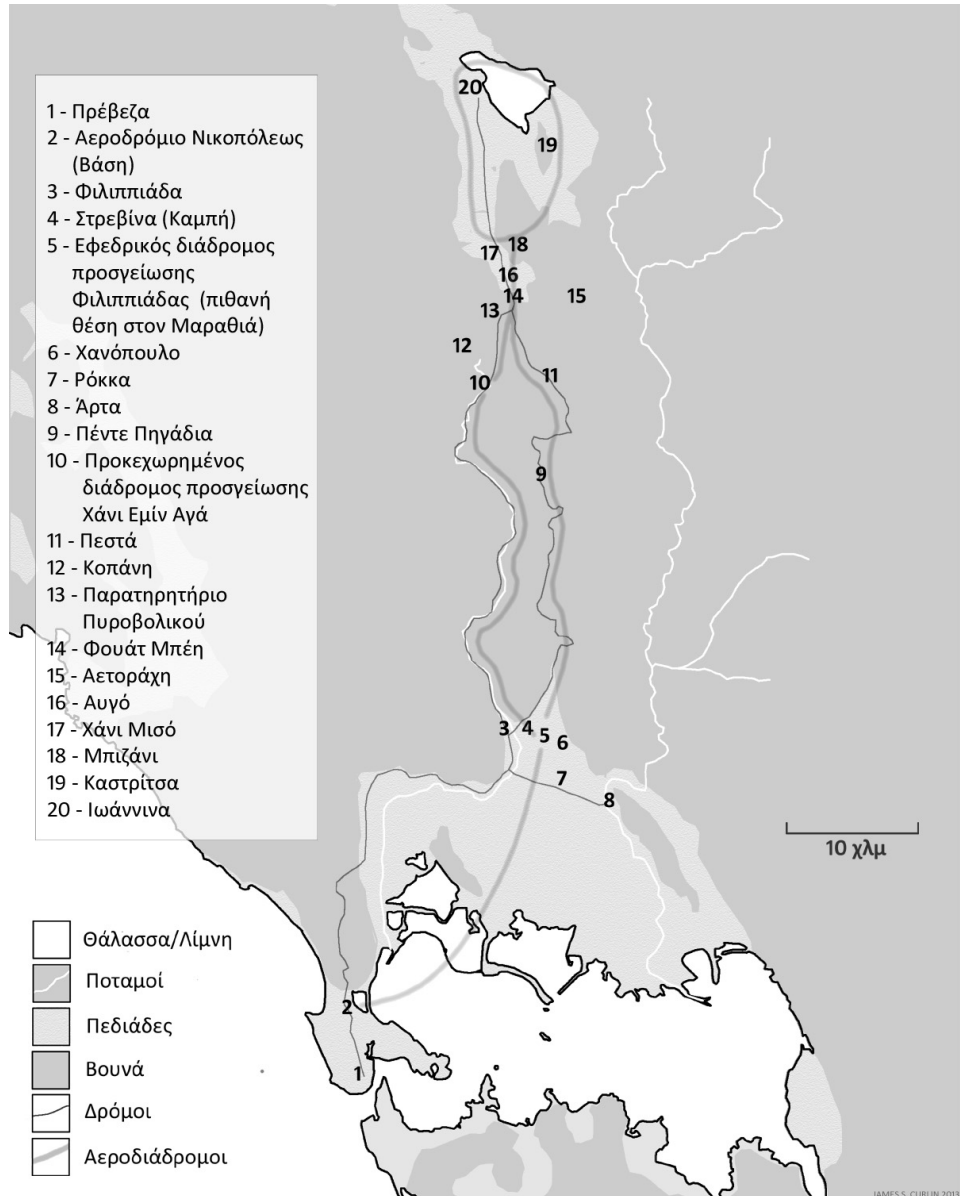 1 - Πρέβεζα
2 - Αεροδρόμιο Νικοπόλεως
(Βάση)
3 - Φιλιππιάδα
4 - Στρεβίνα (Καμπή)
5 - Εφεδρικός διάδρομος
προσγείωσης
Φιλιππιάδας (πιθανή
θέση στον Μαραθιά)
6 - Χανόπουλο
7 - Ρόκκα
8 - Άρτα
9 - Πέντε Πηγάδια
10 - Προκεχωρημένος
διάδρομος προσγείωσης
Χάνι Εμίν Αγά
11 - Πεστά
12 - Κοπάνη
13 - Παρατηρητήριο
Πυροβολικού
14 - Φουάτ Μπέη
15 - Αετοράχη
16 - Αυγό
17 - Χάνι Μισό
18 - Μπιζάνι
19 - Καστρίτσα
20 - Ιωάννινα
20
19
18
17
16
14
15
13
12
10
11
9
3
4
5
6
7
8
10 χλμ
2
1
Θάλασσα/Λίμνη
Ποταμοί
Πεδιάδες
Βουνά
Δρόμοι
Αεροδιάδρομοι
JAMES S. CURLIN 2013